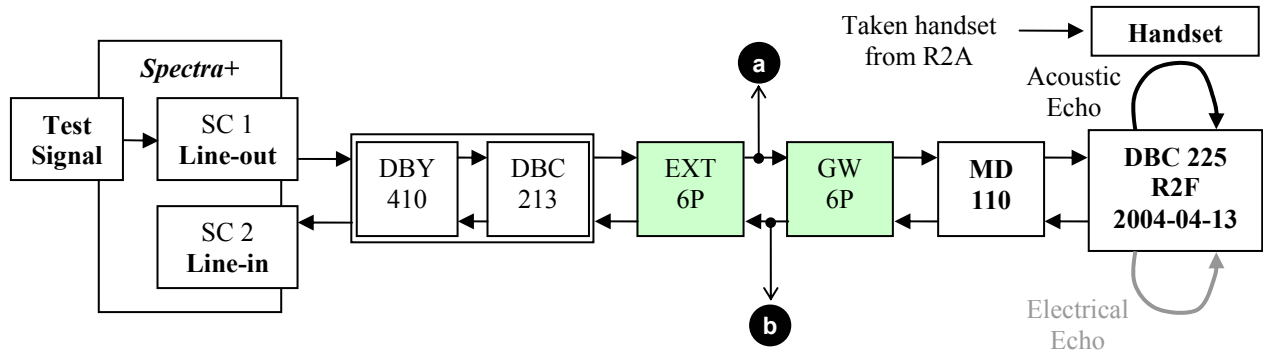 Taken handset
from R2A
Handset
Spectra+
a
Acoustic
Echo
Test
Signal
SC 1
Line-out
DBY
410
DBC
213
EXT
6P
GW
6P
MD
110
DBC 225
R2F
2004-04-13
SC 2
Line-in
b
Electrical
Echo